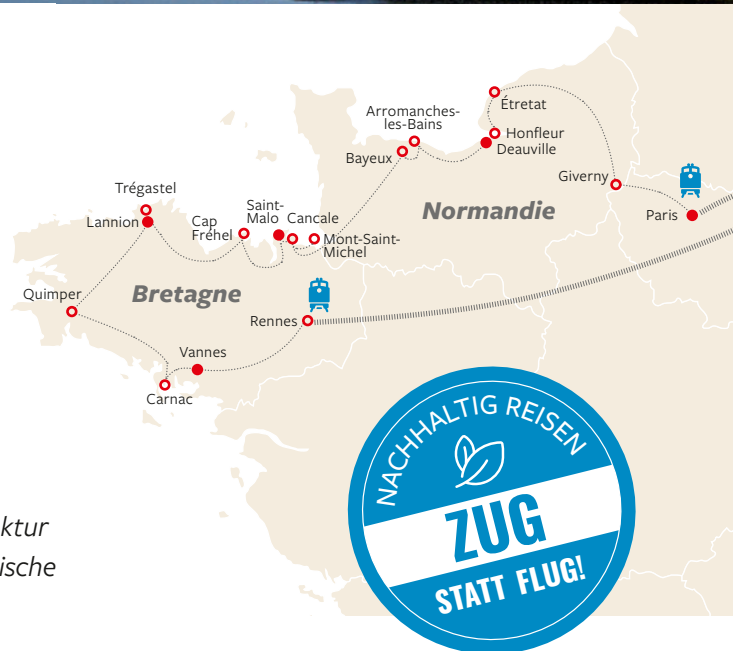 Étretat
Arromanches-
les-Bains
Honfleur
Deauville
Bayeux
Giverny
Trégastel
Saint-
Malo
Cancale
Normandie
Paris
Lannion
Cap
Fréhel
Mont-Saint-
Michel
Quimper
Bretagne
Rennes
Vannes
Carnac
NACHHALTIG REISEN
ZUG
STATT FLUG!
ktur
ische